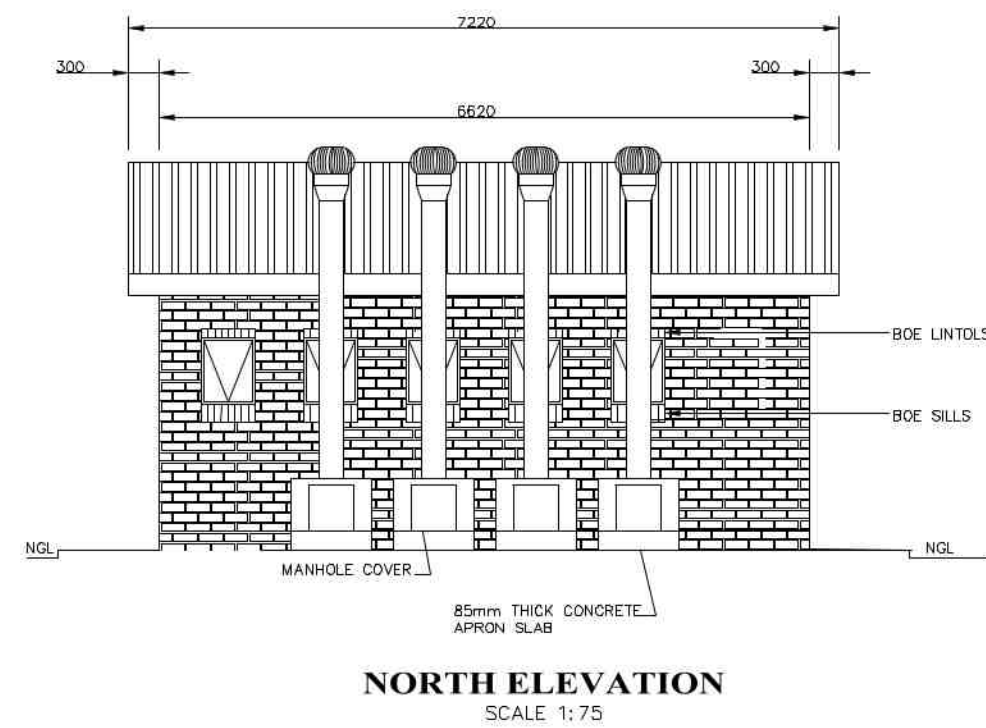 7220
300
300
6620
BOE LINTOLS
BOE SILLS
NGL
NGL
MANHOLE COVER
85mm THICK CONCRETE
APRON SLAB
NORTH ELEVATION
SCALE 1:75